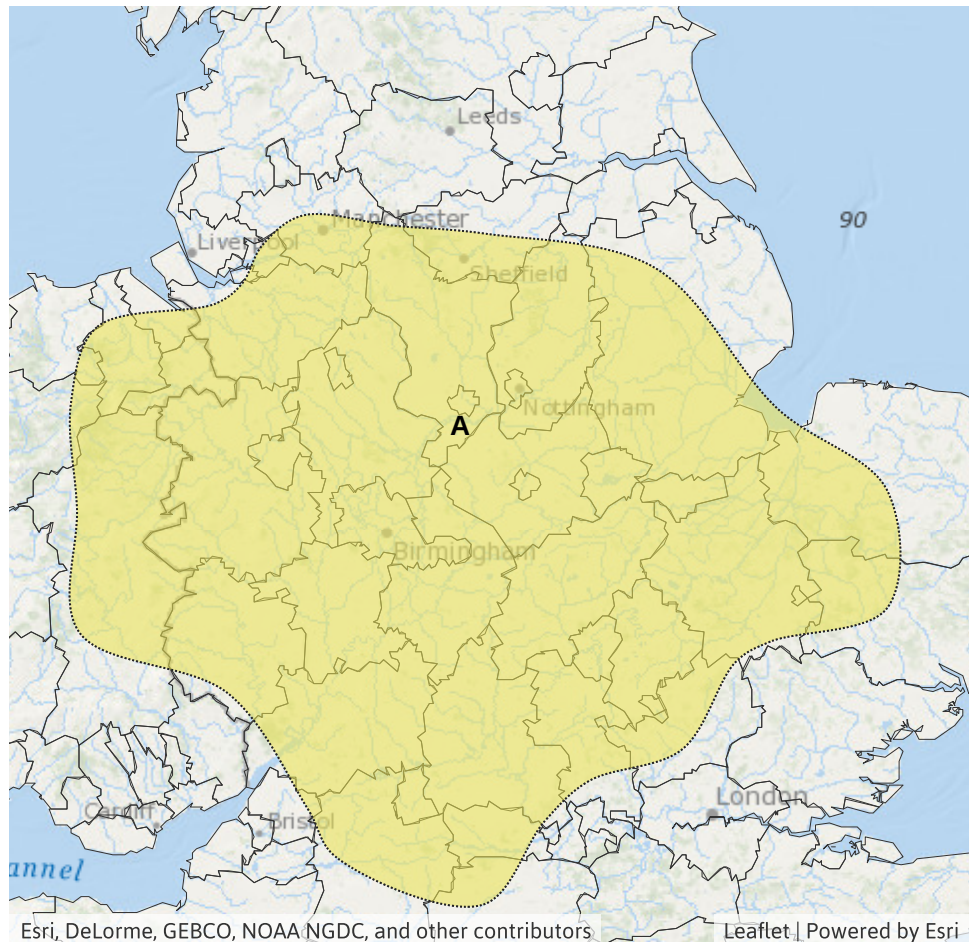 Leeds
90
Manchester
Liverpool
Sheffield
Nottingham
A
Birmingham
London
Cardiff
Bristol
annel
Esri, DeLorme, GEBCO, NOAA NGDC, and other contributors
Leaflet | Powered by Esri